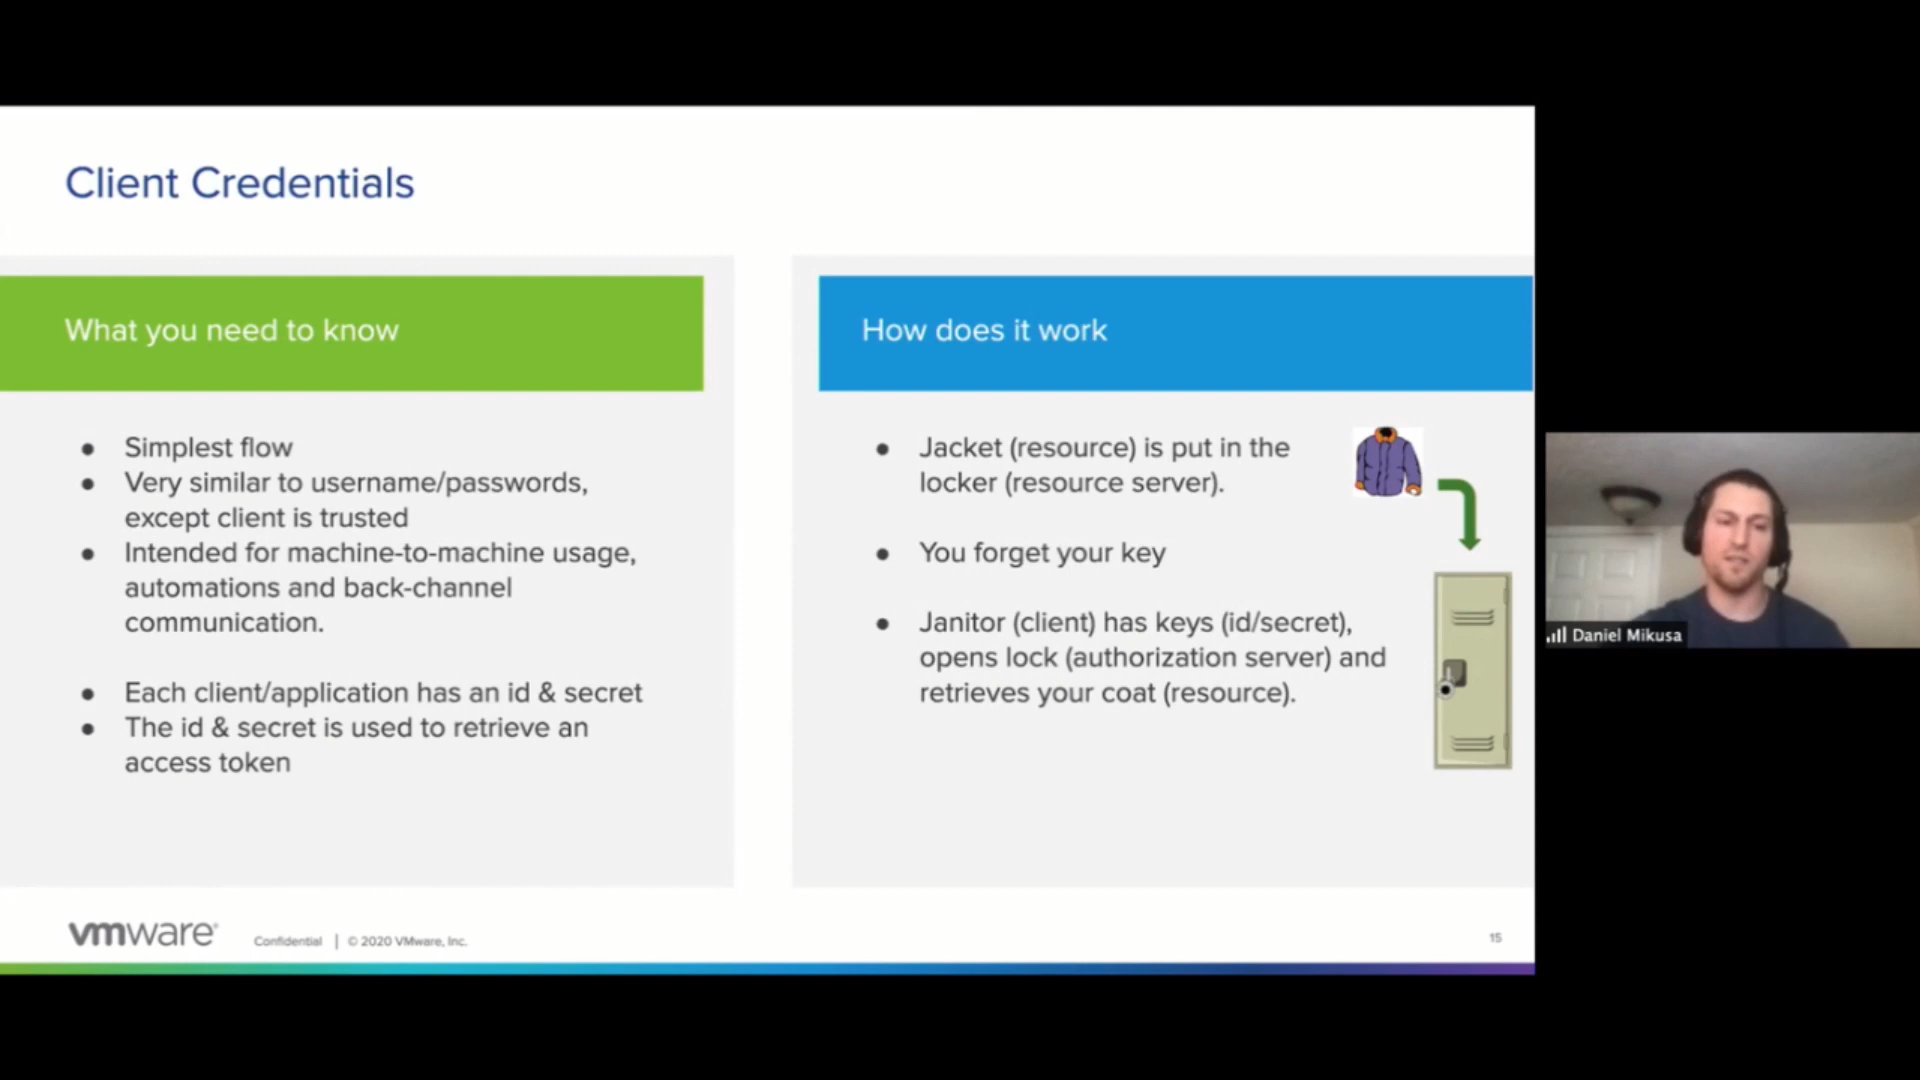 Client Credentials
What you need to know
● Simplest flow
● Very similar to username/passwords,
except client is trusted
● Intended for machine-to-machine usage,
automations and back-channel
communication.
● Each client/application has an id & secret
● The id & secret is used to retrieve an
access token
How does it work
● Jacket (resource) is put in the
locker (resource server).
● You forget your key
● Janitor (client) has keys (id/secret),
opens lock (authorization server) and
retrieves your coat (resource).
Daniel Mikusa
vmware®
Confidential | © 2020 VMware, Inc.
15